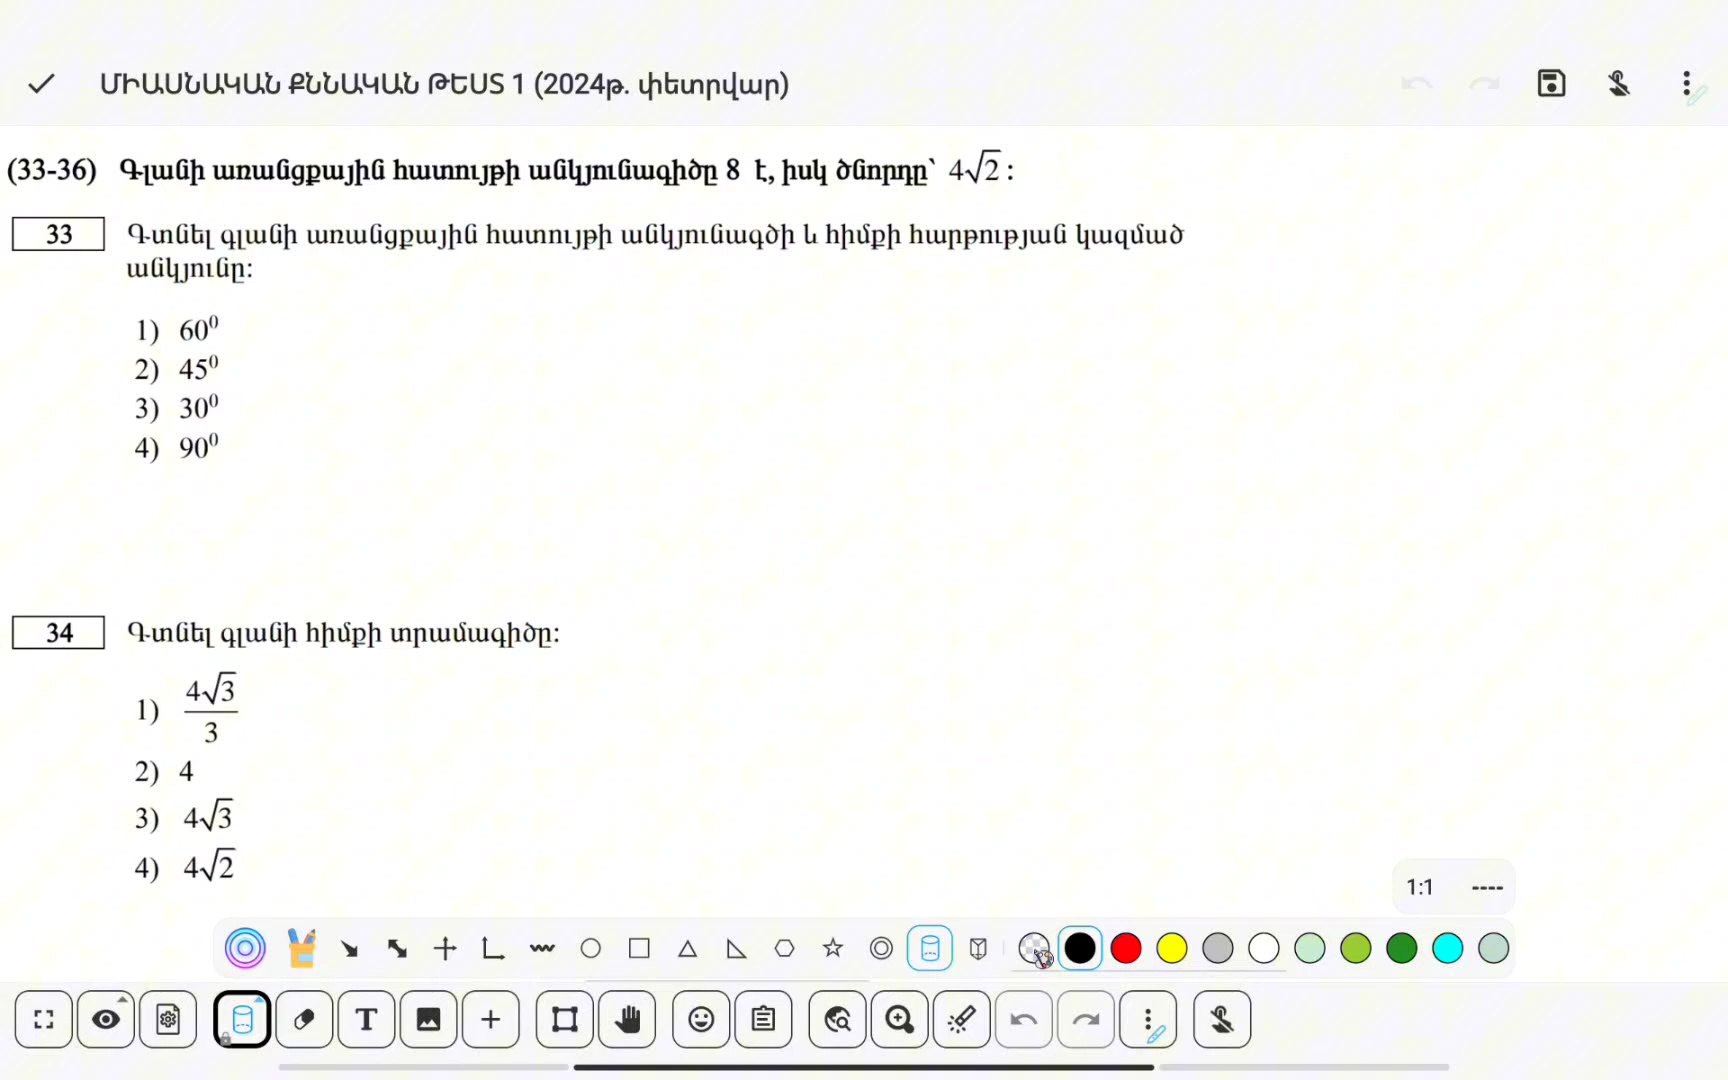 ՄԻԱՍՆԱԿԱՆ ՔՆՆԱԿԱՆ ԹԵՍՏ 1 (2024թ. փետրվար)
(33-36) Գլանի առանցքային հատույթի անկյունագիծը 8 է, իսկ ծնորդը՝ 4√2 :
33 Գտնել գլանի առանցքային հատույթի անկյունագծի և հիմքի հարթության կազմած
անկյունը:
1) 60⁰
2) 45⁰
3) 30⁰
4) 90⁰
34 Գտնել գլանի հիմքի տրամագիծը:
1) 4√3/3
2) 4
3) 4√3
4) 4√2
1:1 ----
T